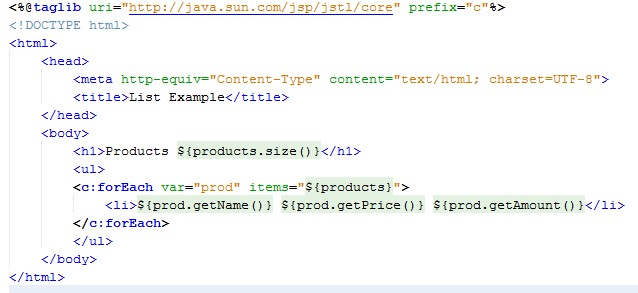 <%@taglib uri="http://java.sun.com/jsp/jstl/core" prefix="c"%>
<!DOCTYPE html>
<html>
    <head>
        <meta http-equiv="Content-Type" content="text/html; charset=UTF-8">
        <title>List Example</title>
    </head>
    <body>
        <h1>Products ${products.size()}</h1>
        <ul>
        <c:forEach var="prod" items="${products}">
            <li>${prod.getName()} ${prod.getPrice()} ${prod.getAmount()}</li>
        </c:forEach>
        </ul>
    </body>
</html>